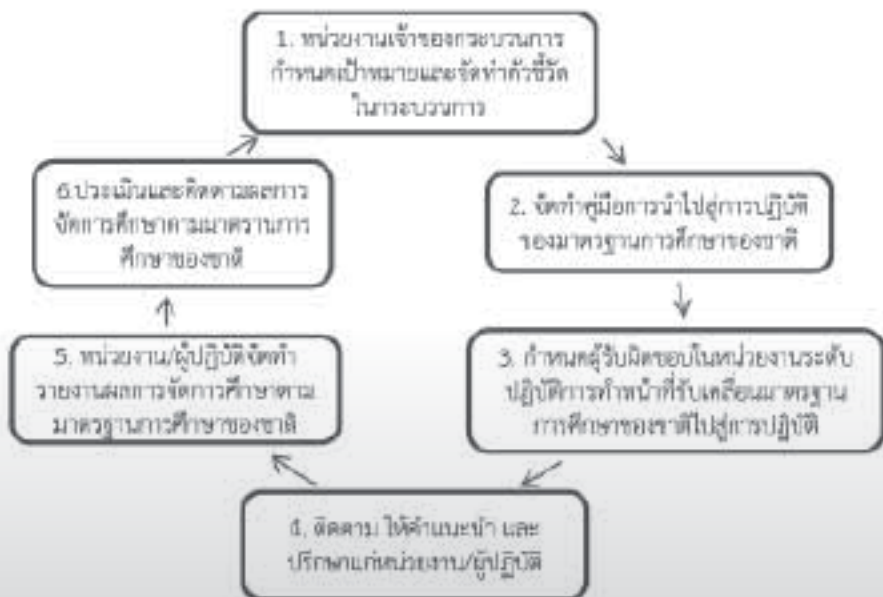 1. หน่วยงานเจ้าของกระบวนการ
กำหนดเป้าหมายและจัดทำตัวชี้วัด
ในกระบวนการ
2. จัดทำคู่มือการนำไปสู่การปฏิบัติ
ของมาตรฐานการศึกษาของชาติ
3. กำหนดผู้รับผิดชอบในหน่วยงานระดับ
ปฏิบัติการทำหน้าที่ขับเคลื่อนมาตรฐาน
การศึกษาของชาติไปสู่การปฏิบัติ
4. ติดตาม ให้คำแนะนำ และ
ปรึกษาแก่หน่วยงาน/ผู้ปฏิบัติ
5. หน่วยงาน/ผู้ปฏิบัติจัดทำ
รายงานผลการจัดการศึกษาตาม
มาตรฐานการศึกษาของชาติ
6.ประเมินและติดตามผลการ
จัดการศึกษาตามมาตรานการ
ศึกษาของชาติ